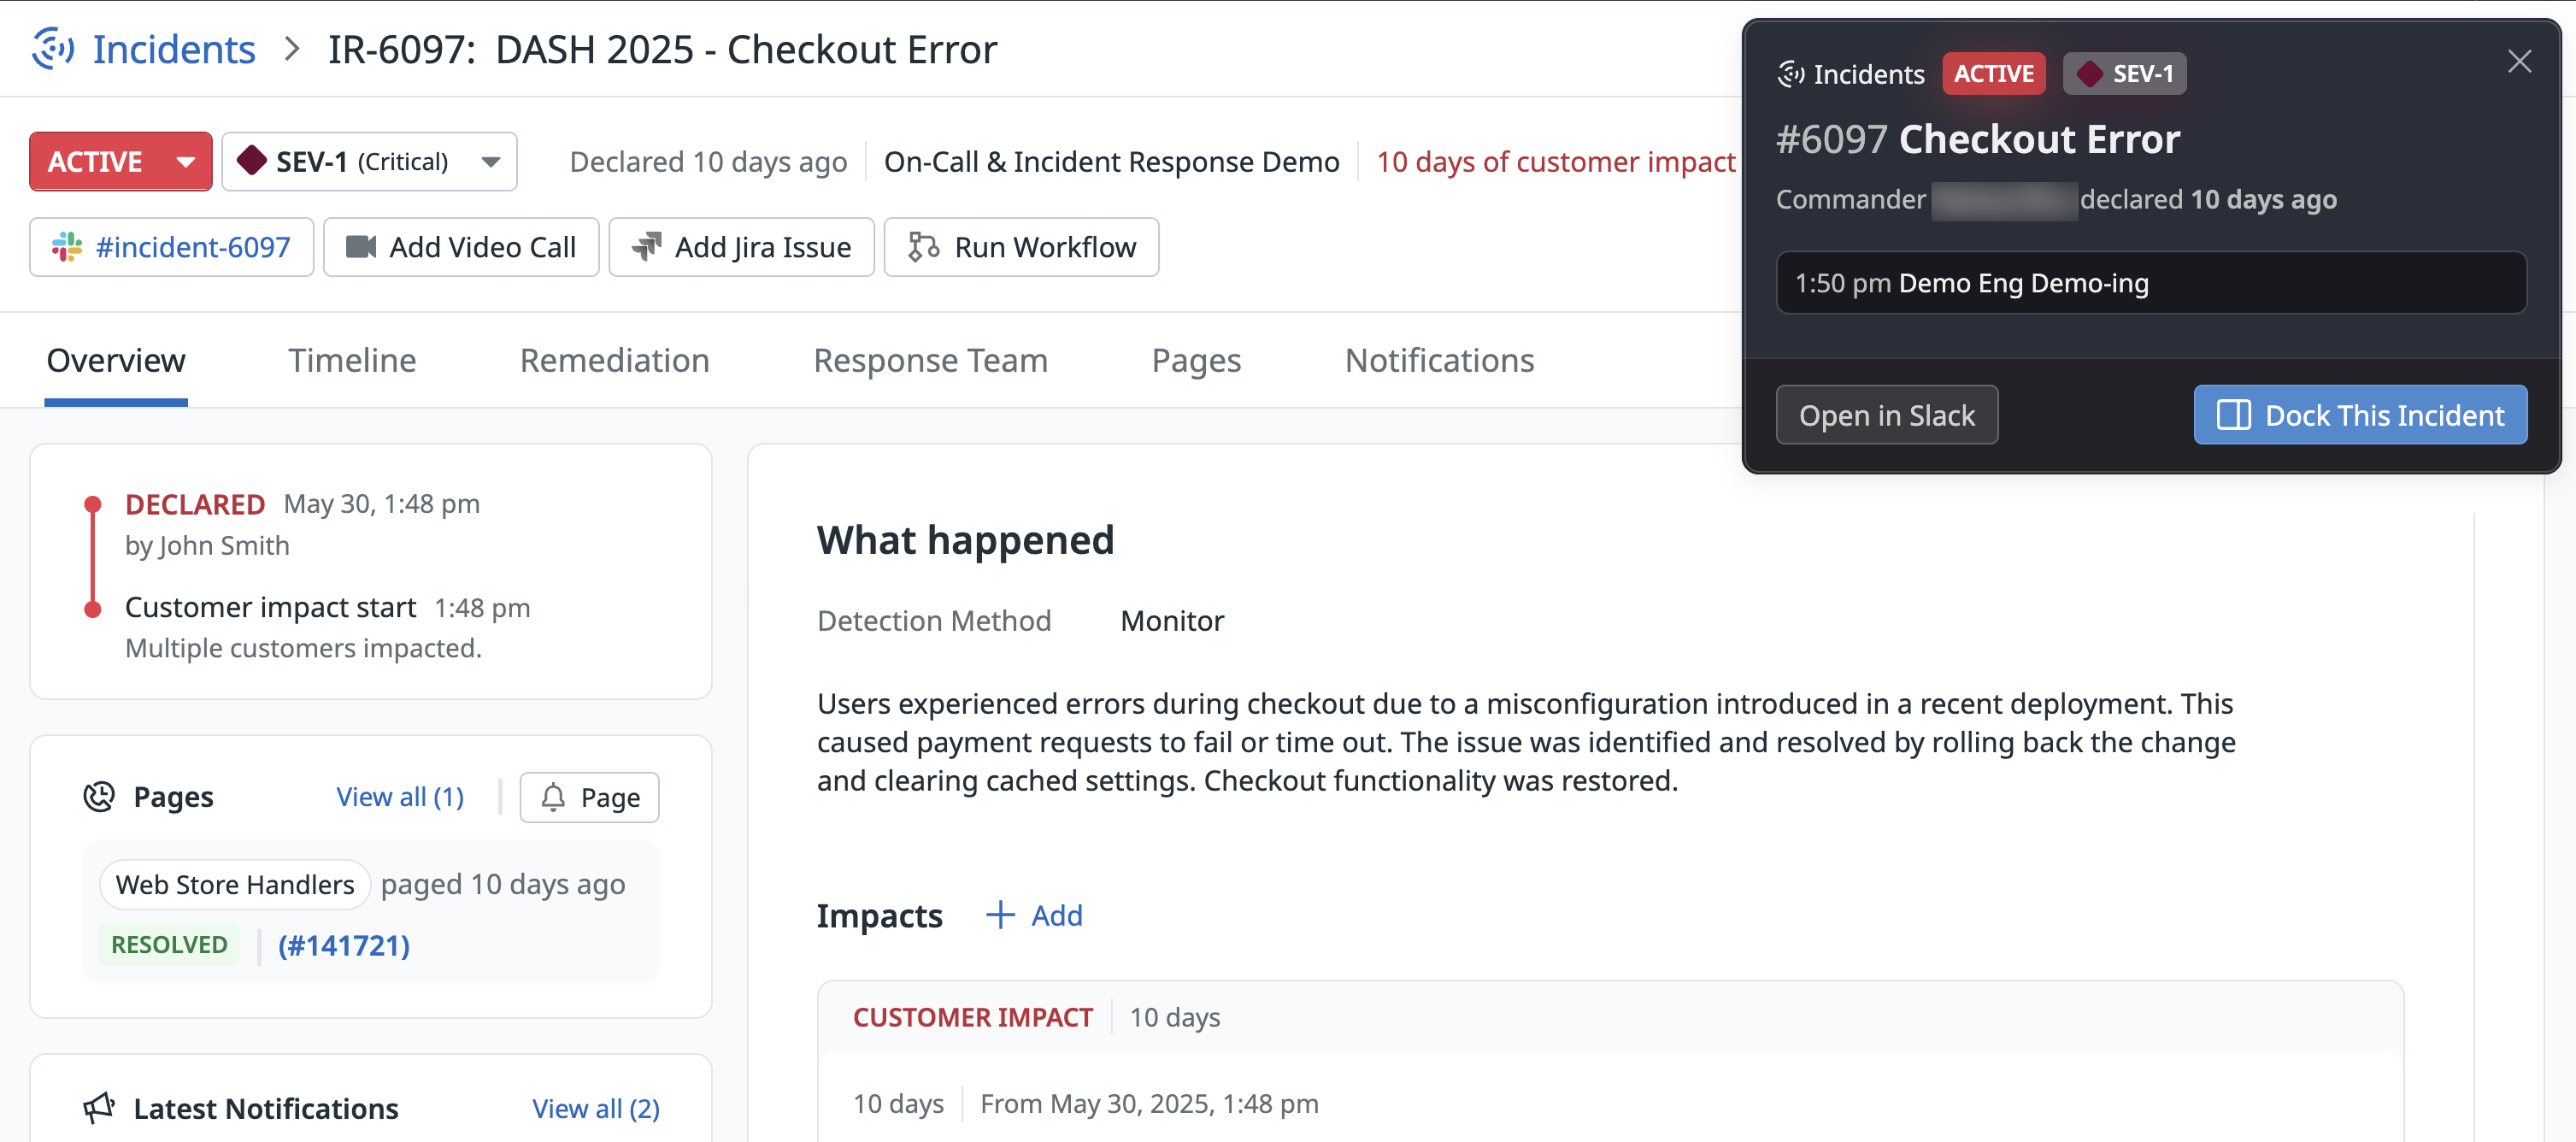 Incidents > IR-6097: DASH 2025 - Checkout Error
ACTIVE SEV-1 (Critical) Declared 10 days ago On-Call & Incident Response Demo 10 days of customer impact
#incident-6097 Add Video Call Add Jira Issue Run Workflow
Overview Timeline Remediation Response Team Pages Notifications
Incidents ACTIVE SEV-1
#6097 Checkout Error
Commander declared 10 days ago
1:50 pm Demo Eng Demo-ing
Open in Slack Dock This Incident
DECLARED May 30, 1:48 pm
by John Smith
Customer impact start 1:48 pm
Multiple customers impacted.
Pages View all (1) Page
Web Store Handlers paged 10 days ago
RESOLVED (#141721)
Latest Notifications View all (2)
What happened
Detection Method Monitor
Users experienced errors during checkout due to a misconfiguration introduced in a recent deployment. This
caused payment requests to fail or time out. The issue was identified and resolved by rolling back the change
and clearing cached settings. Checkout functionality was restored.
Impacts + Add
CUSTOMER IMPACT 10 days
10 days From May 30, 2025, 1:48 pm